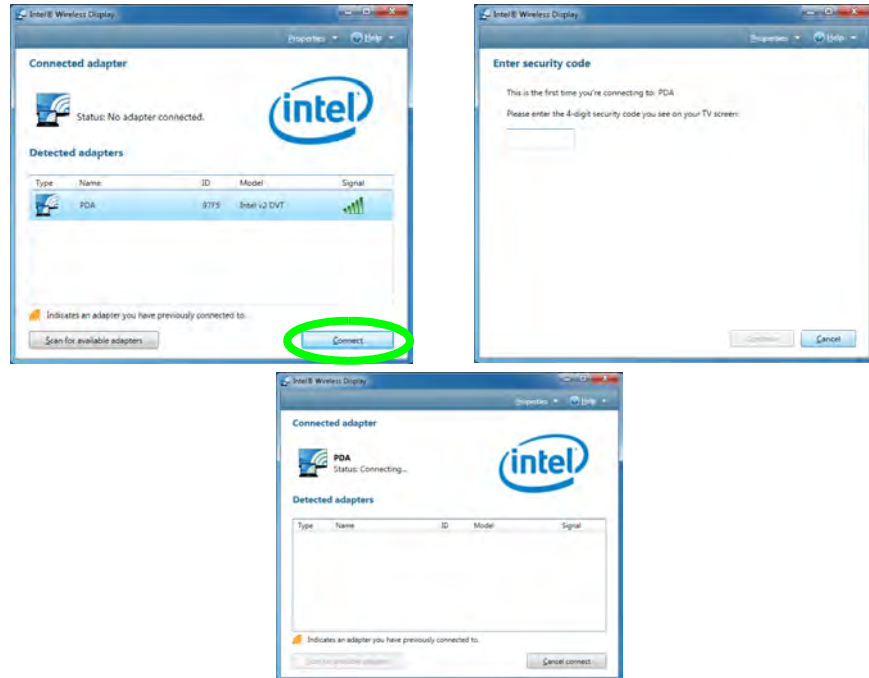 Intel® Wireless Display
Properties Help
Connected adapter
Status: No adapter connected.
intel
Detected adapters
Type Name ID Model Signal
PDA 97F9 Intel v2 DVT
Indicates an adapter you have previously connected to.
Scan for available adapters Connect
Intel® Wireless Display
Properties Help
Enter security code
This is the first time you're connecting to: PDA
Please enter the 4-digit security code you see on your TV screen:
Continue Cancel
Intel® Wireless Display
Properties Help
Connected adapter
PDA
Status: Connecting...
intel
Detected adapters
Type Name ID Model Signal
Indicates an adapter you have previously connected to.
Scan for available adapters Cancel connect